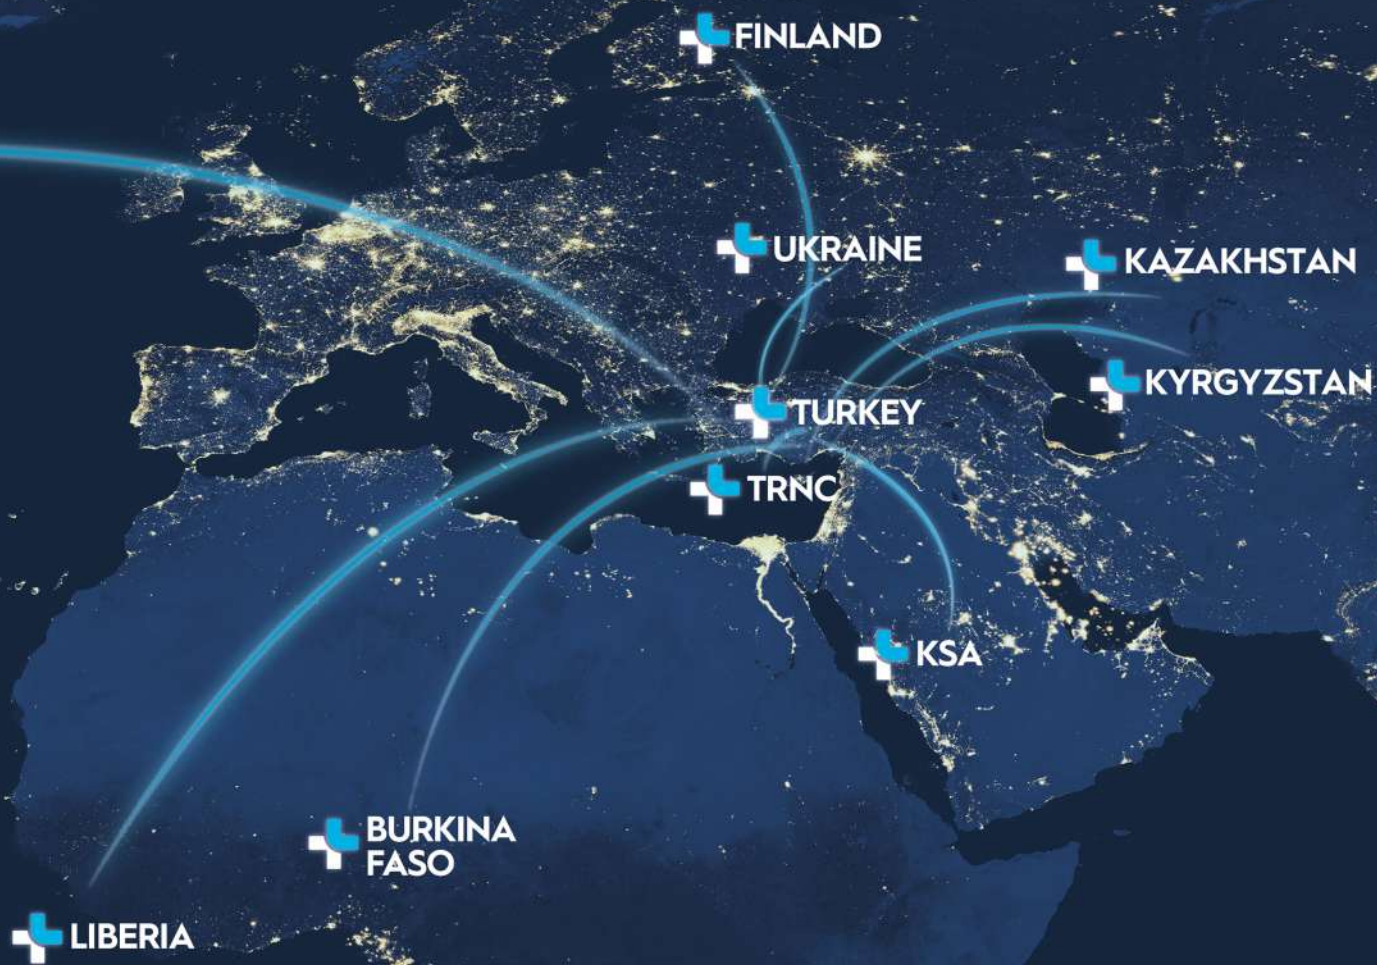 FINLAND
UKRAINE
KAZAKHSTAN
KYRGYZSTAN
TURKEY
TRNC
KSA
BURKINA
FASO
LIBERIA